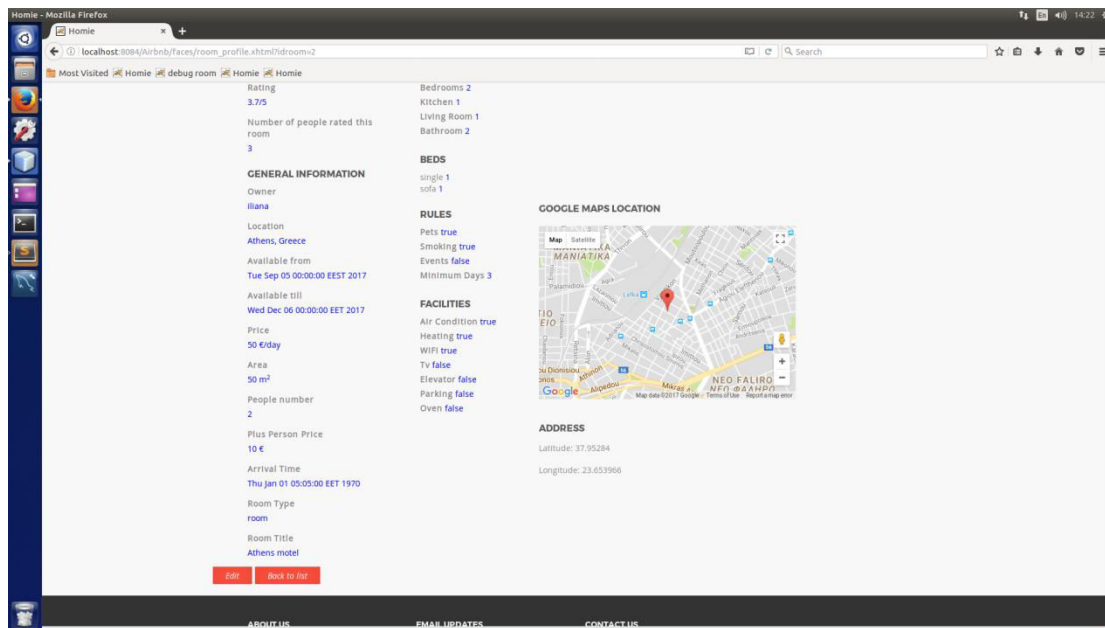 Homie - Mozilla Firefox
En
14:22
Homie
localhost:8084/Airbnb/faces/room_profile.xhtml?idroom=2
Search
Most Visited Homie debug room Homie Homie
Rating
3.7/5
Number of people rated this
room
3
GENERAL INFORMATION
Owner
iliana
Location
Athens, Greece
Available from
Tue Sep 05 00:00:00 EEST 2017
Available till
Wed Dec 06 00:00:00 EET 2017
Price
50 €/day
Area
50 m²
People number
2
Plus Person Price
10 €
Arrival Time
Thu Jan 01 05:05:00 EET 1970
Room Type
room
Room Title
Athens motel
Edit
Back to list
Bedrooms 2
Kitchen 1
Living Room 1
Bathroom 2
BEDS
single 1
sofa 1
RULES
Pets true
Smoking true
Events false
Minimum Days 3
FACILITIES
Air Condition true
Heating true
WiFi true
Tv false
Elevator false
Parking false
Oven false
GOOGLE MAPS LOCATION
Map Satellite
MANIATIKA
Palamidiou
Lefka
NEO FALIRO
ΝΕΟ ΦΑΛΗΡΟ
Google
Map data ©2017 Google
Terms of Use
Report a map error
ADDRESS
Latitude: 37.95284
Longitude: 23.653966
ABOUT US
EMAIL UPDATES
CONTACT US